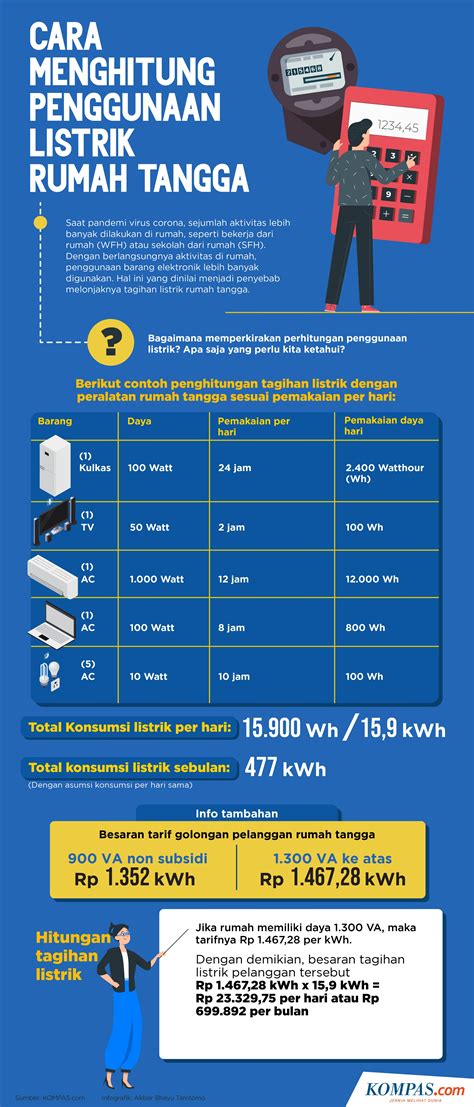 CARA
MENGHITUNG
PENGGUNAAN
LISTRIK
RUMAH TANGGA
215468
1234,45
Saat pandemi virus corona, sejumlah aktivitas lebih
banyak dilakukan di rumah, seperti bekerja dari
rumah (WFH) atau sekolah dari rumah (SFH).
Dengan berlangsungnya aktivitas di rumah,
penggunaan barang elektronik lebih banyak
digunakan. Hal ini yang dinilai menjadi penyebab
melonjaknya tagihan listrik rumah tangga.
?
Bagaimana memperkirakan perhitungan penggunaan
listrik? Apa saja yang perlu kita ketahui?
Berikut contoh penghitungan tagihan listrik dengan
peralatan rumah tangga sesuai pemakaian per hari:
Barang Daya Pemakaian per hari Pemakaian daya hari
(1) Kulkas 100 Watt 24 jam 2.400 Watthour (Wh)
(1) TV 50 Watt 2 jam 100 Wh
(1) AC 1.000 Watt 12 jam 12.000 Wh
(1) AC 100 Watt 8 jam 800 Wh
(5) AC 10 Watt 10 jam 100 Wh
Total Konsumsi listrik per hari: 15.900 Wh / 15,9 kWh
Total konsumsi listrik sebulan: 477 kWh
(Dengan asumsi konsumsi per hari sama)
Info tambahan
Besaran tarif golongan pelanggan rumah tangga
900 VA non subsidi
Rp 1.352 kWh
1.300 VA ke atas
Rp 1.467,28 kWh
Hitungan
tagihan
listrik
Jika rumah memiliki daya 1.300 VA, maka
tarifnya Rp 1.467,28 per kWh.
Dengan demikian, besaran tagihan
listrik pelanggan tersebut
Rp 1.467,28 kWh x 15,9 kWh =
Rp 23.329,75 per hari atau Rp
699.892 per bulan
Sumber: KOMPAS.com
Infografik: Akbar Bhayu Tamtomo
KOMPAS.com
JERNIH MELIHAT DUNIA